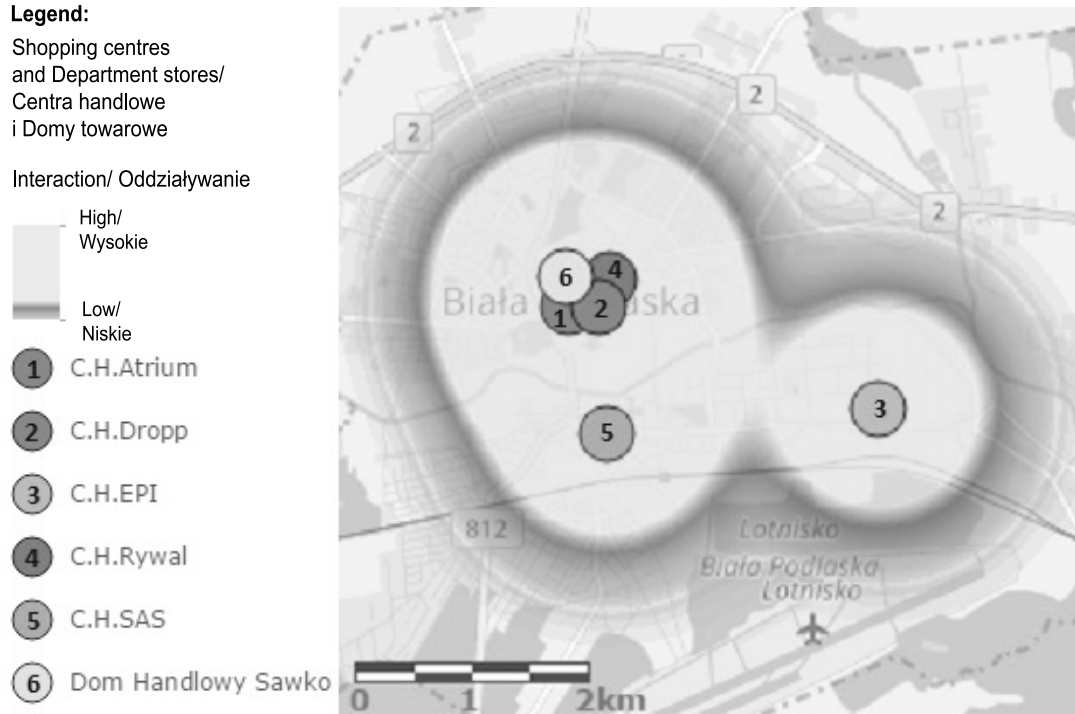 Legend:
Shopping centres
and Department stores/
Centra handlowe
i Domy towarowe
Interaction/ Oddziaływanie
High/
Wysokie
Low/
Niskie
1 C.H.Atrium
2 C.H.Dropp
3 C.H.EPI
4 C.H.Rywal
5 C.H.SAS
6 Dom Handlowy Sawko
2
2
2
6
4
Biała
1
2
3
5
812
Lotnisko
Biała Podlaska
Lotnisko
0 1 2km